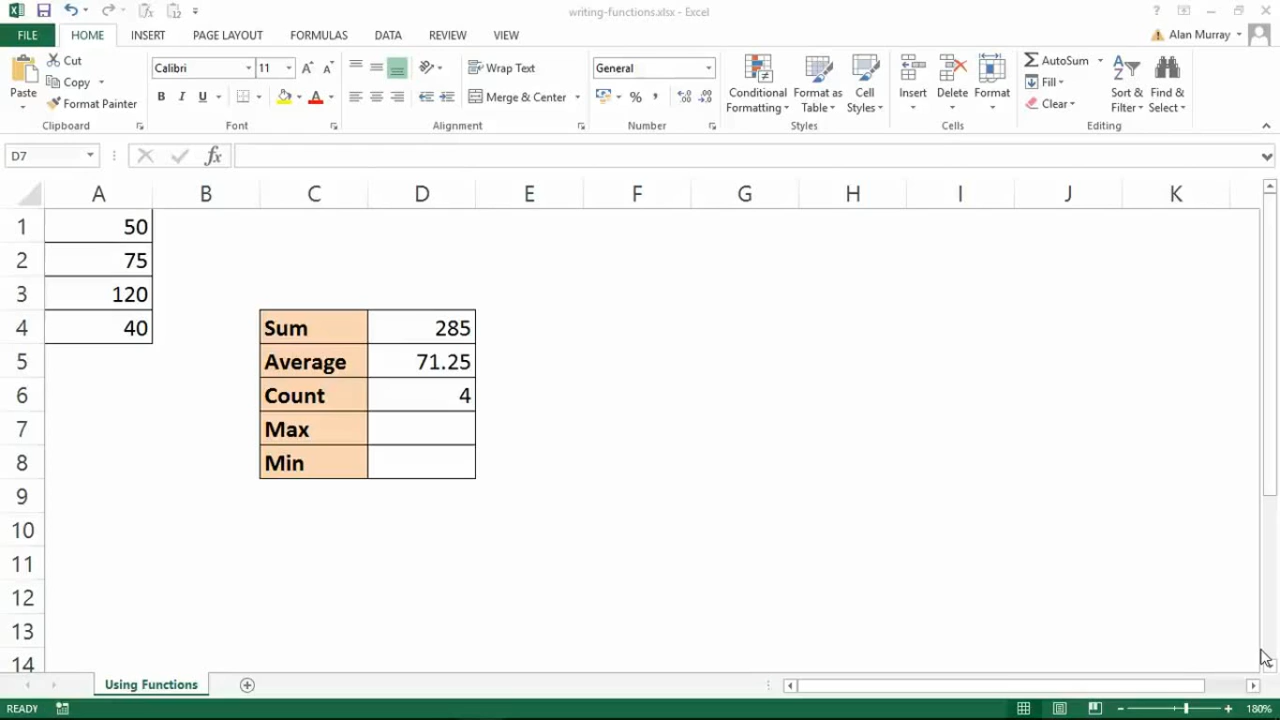 writing-functions.xlsx - Excel
FILE HOME INSERT PAGE LAYOUT FORMULAS DATA REVIEW VIEW Alan Murray
Paste
Cut
Copy
Format Painter
Clipboard
Calibri 11
B I U
Font
Wrap Text
Merge & Center
Alignment
General
%
Number
Conditional Formatting
Format as Table
Cell Styles
Styles
Insert
Delete
Format
Cells
AutoSum
Fill
Clear
Sort & Filter
Find & Select
Editing
D7 fx
A B C D E F G H I J K
1 50
2 75
3 120
4 40 Sum 285
5 Average 71.25
6 Count 4
7 Max
8 Min
9
10
11
12
13
14
Using Functions
READY 180%